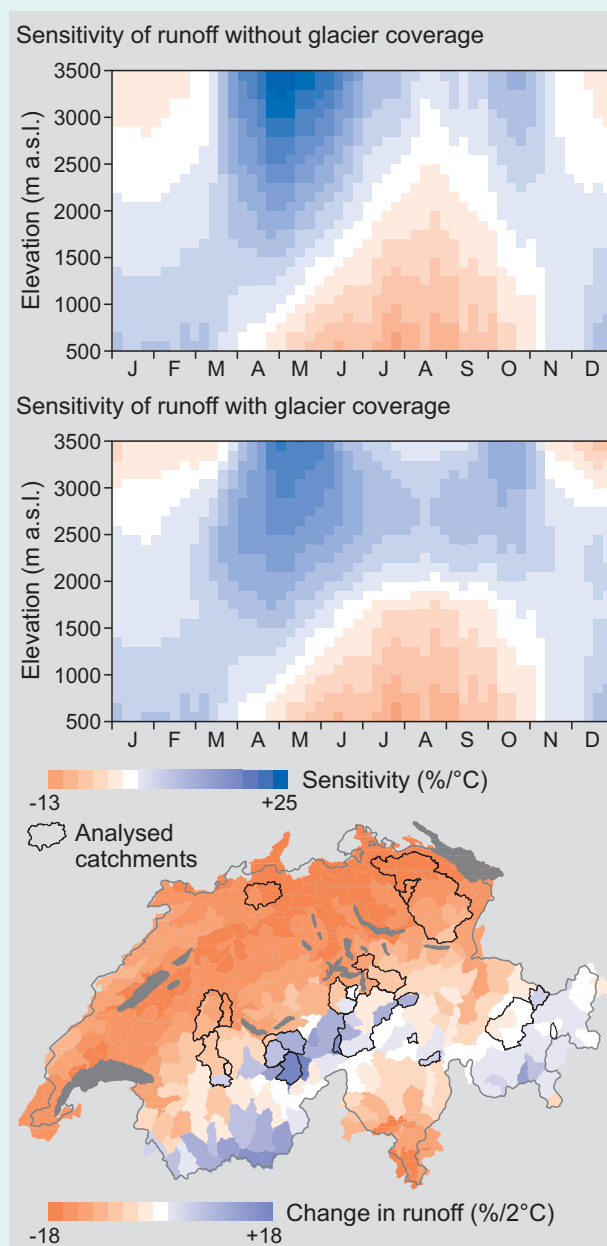 Sensitivity of runoff without glacier coverage
Elevation (m a.s.l.)
3500
3000
2500
2000
1500
1000
500
J F M A M J J A S O N D
Sensitivity of runoff with glacier coverage
Elevation (m a.s.l.)
3500
3000
2500
2000
1500
1000
500
J F M A M J J A S O N D
Sensitivity (%/°C)
-13 +25
Analysed
catchments
Change in runoff (%/2°C)
-18 +18